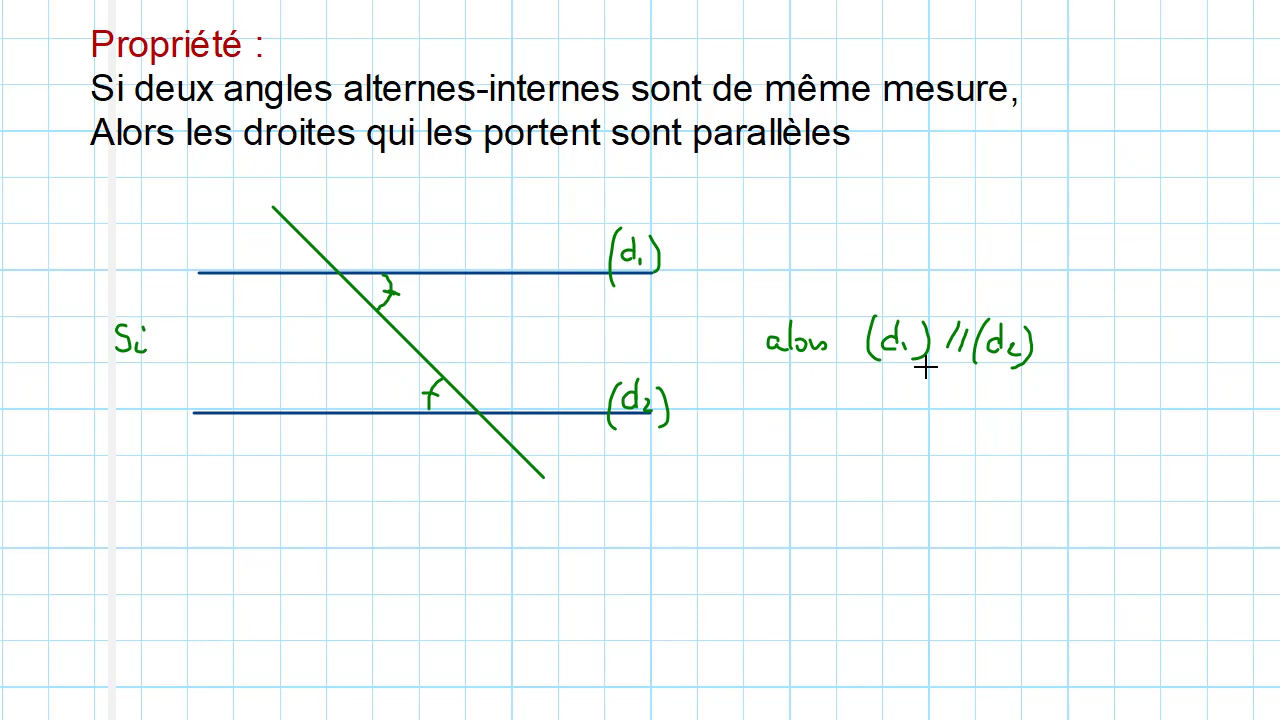 Propriété :
Si deux angles alternes-internes sont de même mesure,
Alors les droites qui les portent sont parallèles
(d1)
Si
alors (d1) // (d2)
(d2)